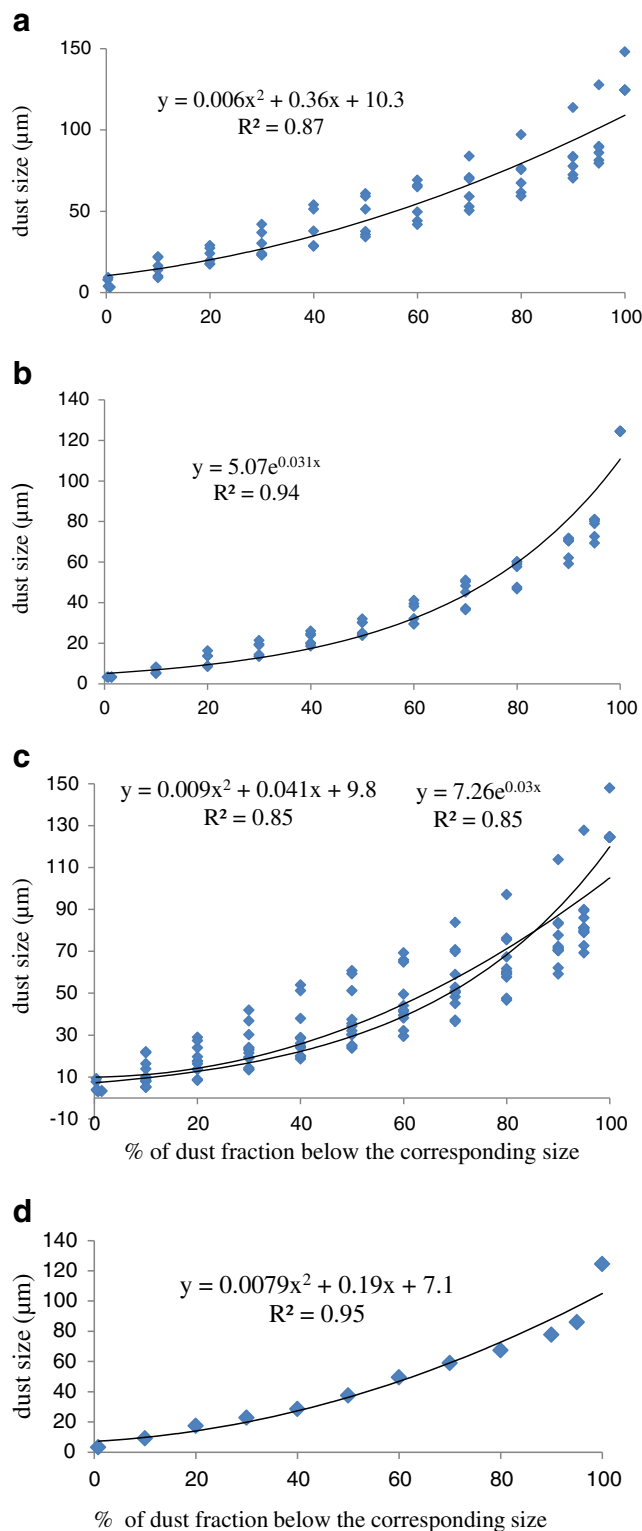 a
150
100
50
0
dust size (µm)
y = 0.006x² + 0.36x + 10.3
R² = 0.87
0 20 40 60 80 100
b
140
120
100
80
60
40
20
0
dust size (µm)
y = 5.07e^0.031x
R² = 0.94
0 20 40 60 80 100
c
150
130
110
90
70
50
30
10
-10
dust size (µm)
y = 0.009x² + 0.041x + 9.8
R² = 0.85
y = 7.26e^0.03x
R² = 0.85
0 20 40 60 80 100
% of dust fraction below the corresponding size
d
140
120
100
80
60
40
20
0
dust size (µm)
y = 0.0079x² + 0.19x + 7.1
R² = 0.95
0 20 40 60 80 100
% of dust fraction below the corresponding size